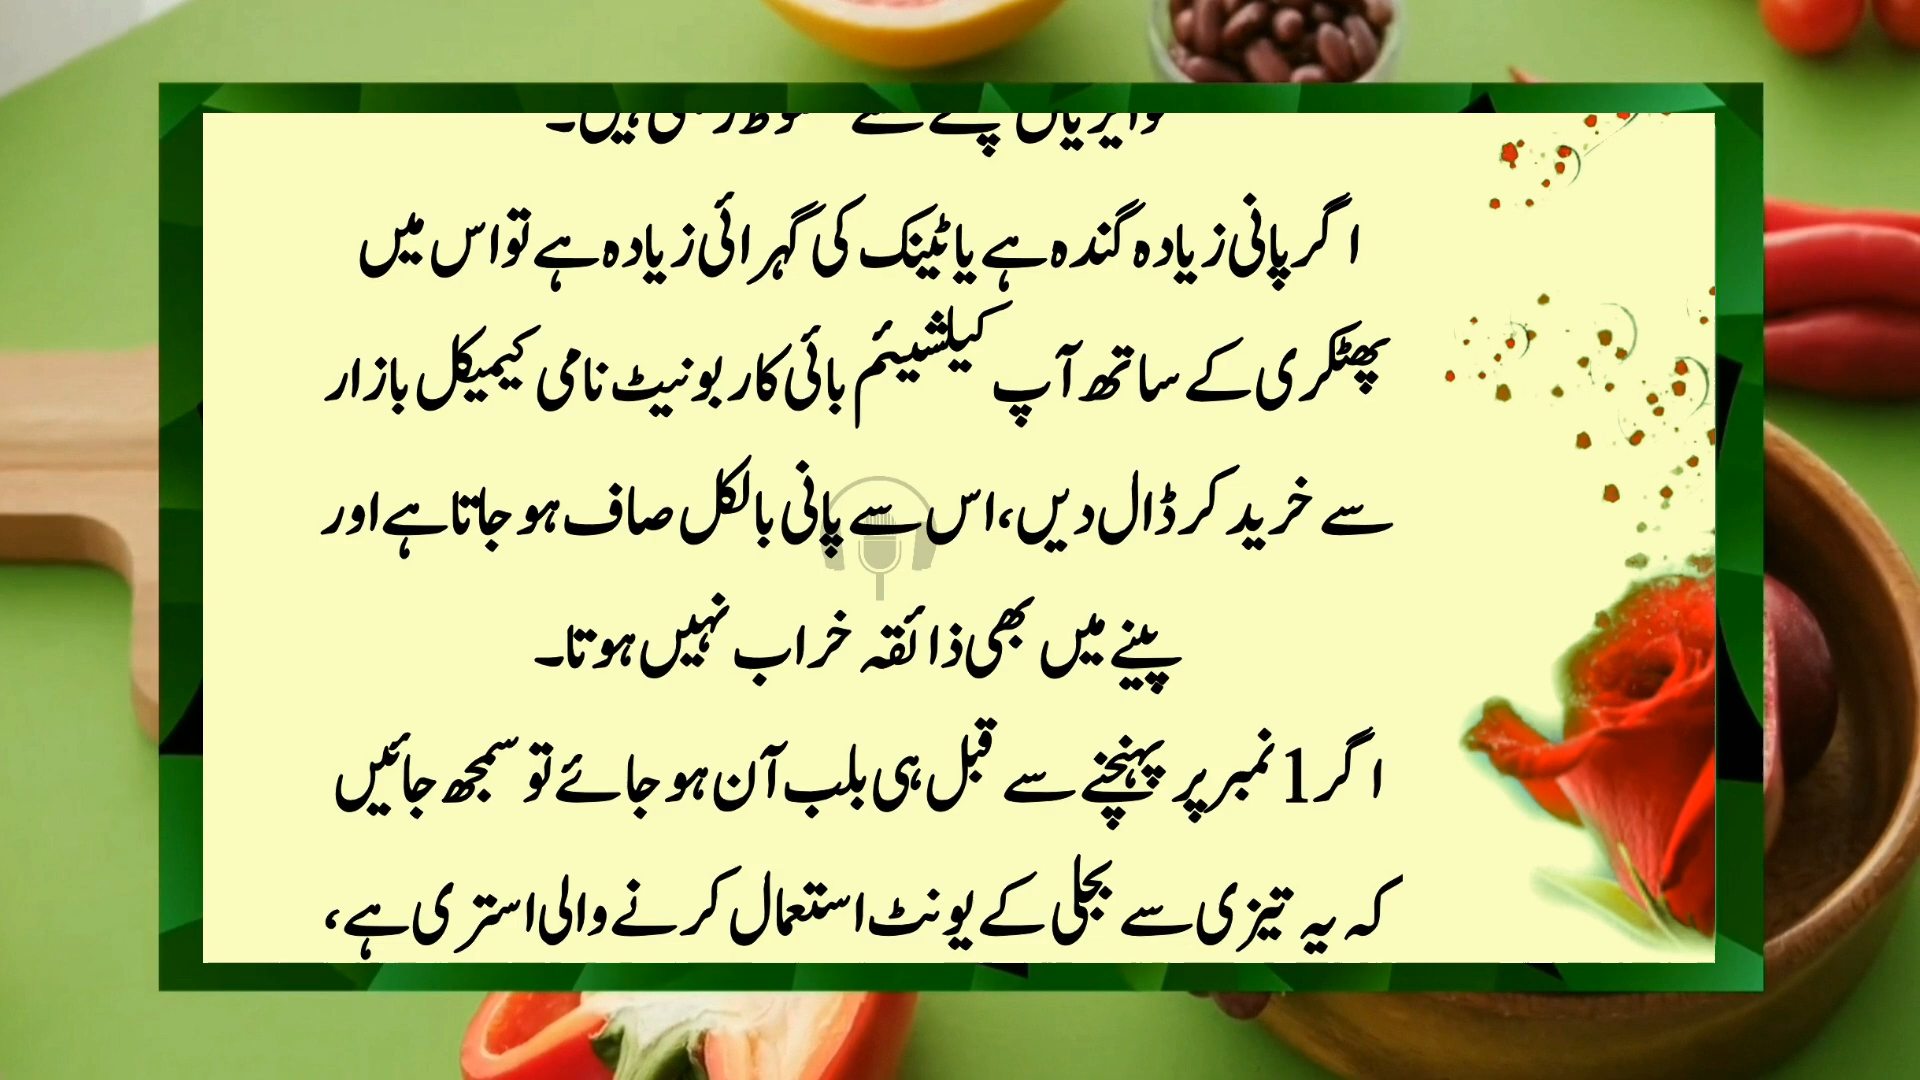 سے
اگر پانی زیادہ گندہ ہے یا ٹینک کی گہرائی زیادہ ہے تو اس میں
پھٹکری کے ساتھ آپ کیلشیئم بائی کاربونیٹ نامی کیمیکل بازار
سے خرید کر ڈال دیں، اس سے پانی بالکل صاف ہو جاتا ہے اور
پینے میں بھی ذائقہ خراب نہیں ہوتا۔
اگر 1 نمبر پر پہنچنے سے قبل ہی بلب آن ہو جائے تو سمجھ جائیں
کہ یہ تیزی سے بجلی کے یونٹ استعمال کرنے والی استری ہے،